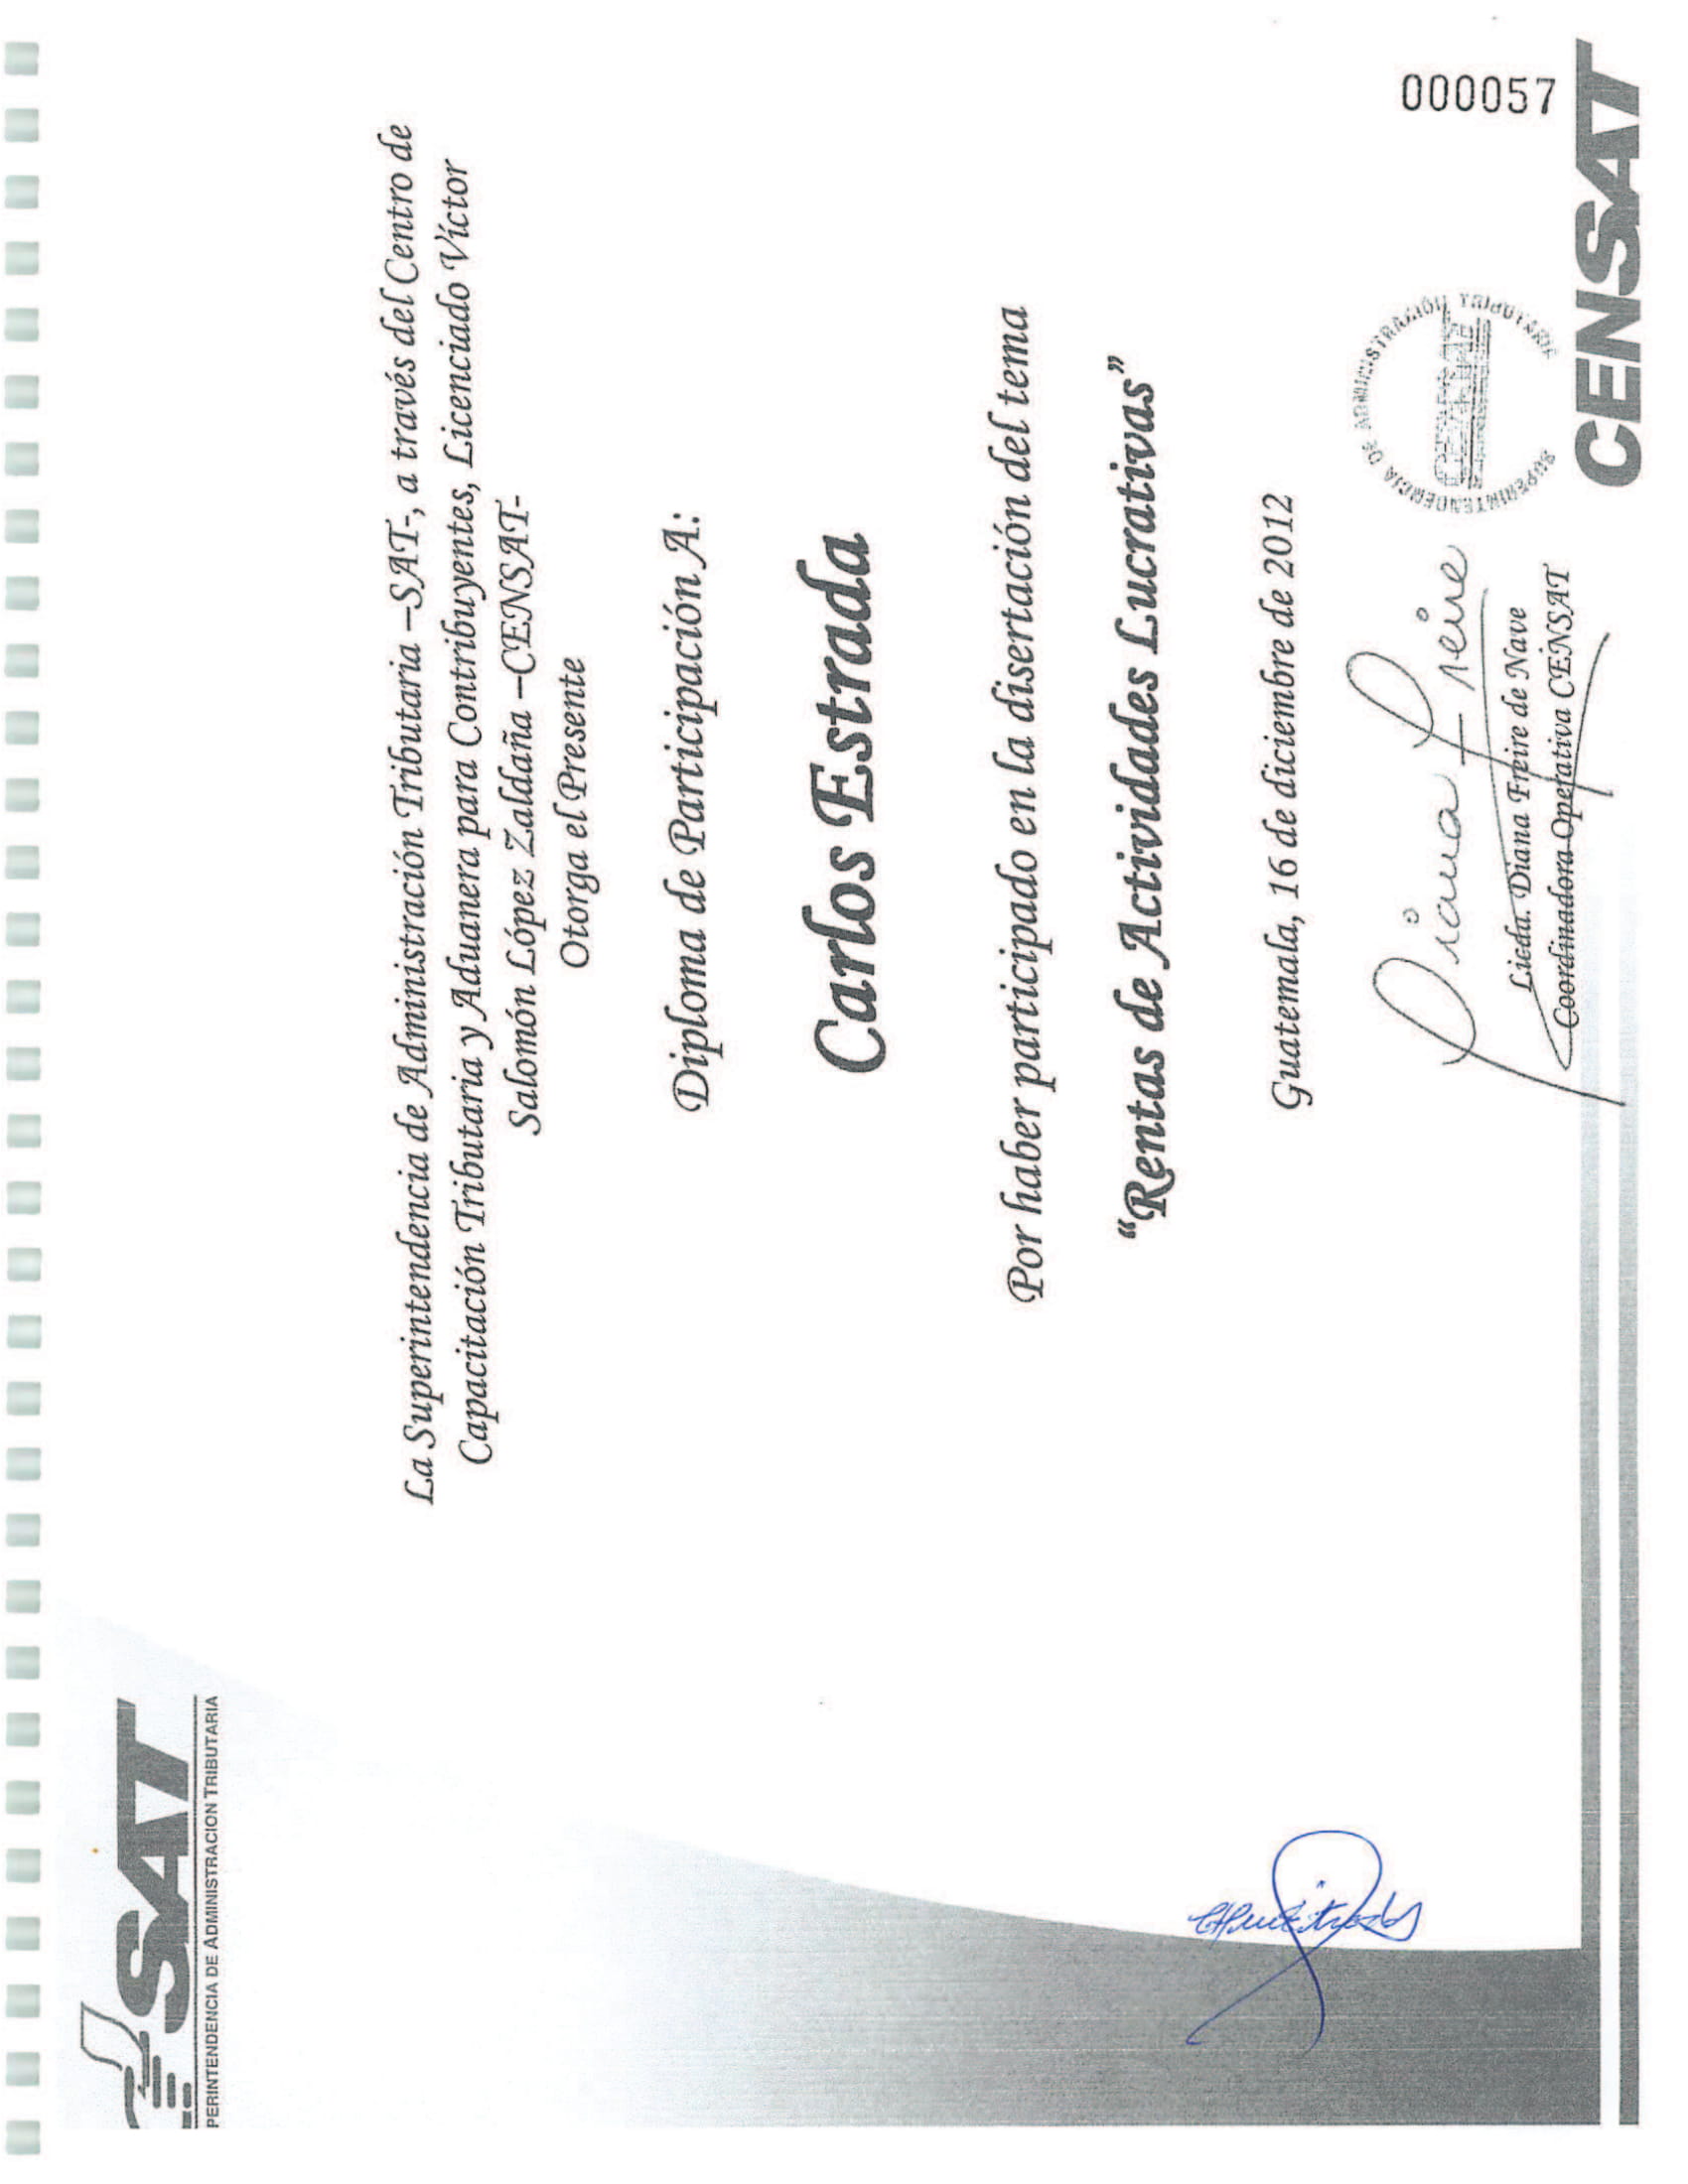 SAT
PERINTENDENCIA DE ADMINISTRACION TRIBUTARIA
La Superintendencia de Administración Tributaria –SAT-, a través del Centro de
Capacitación Tributaria y Aduanera para Contribuyentes, Licenciado Víctor
Salomón López Zaldaña –CENSAT-
Otorga el Presente
Diploma de Participación A:
Carlos Estrada
Por haber participado en la disertación del tema
“Rentas de Actividades Lucrativas”
Guatemala, 16 de diciembre de 2012
Diana Freire
Licda. Diana Freire de Nave
Coordinadora Operativa CENSAT
SUPERINTENDENCIA DE ADMINISTRACIÓN TRIBUTARIA
000057
CENSAT